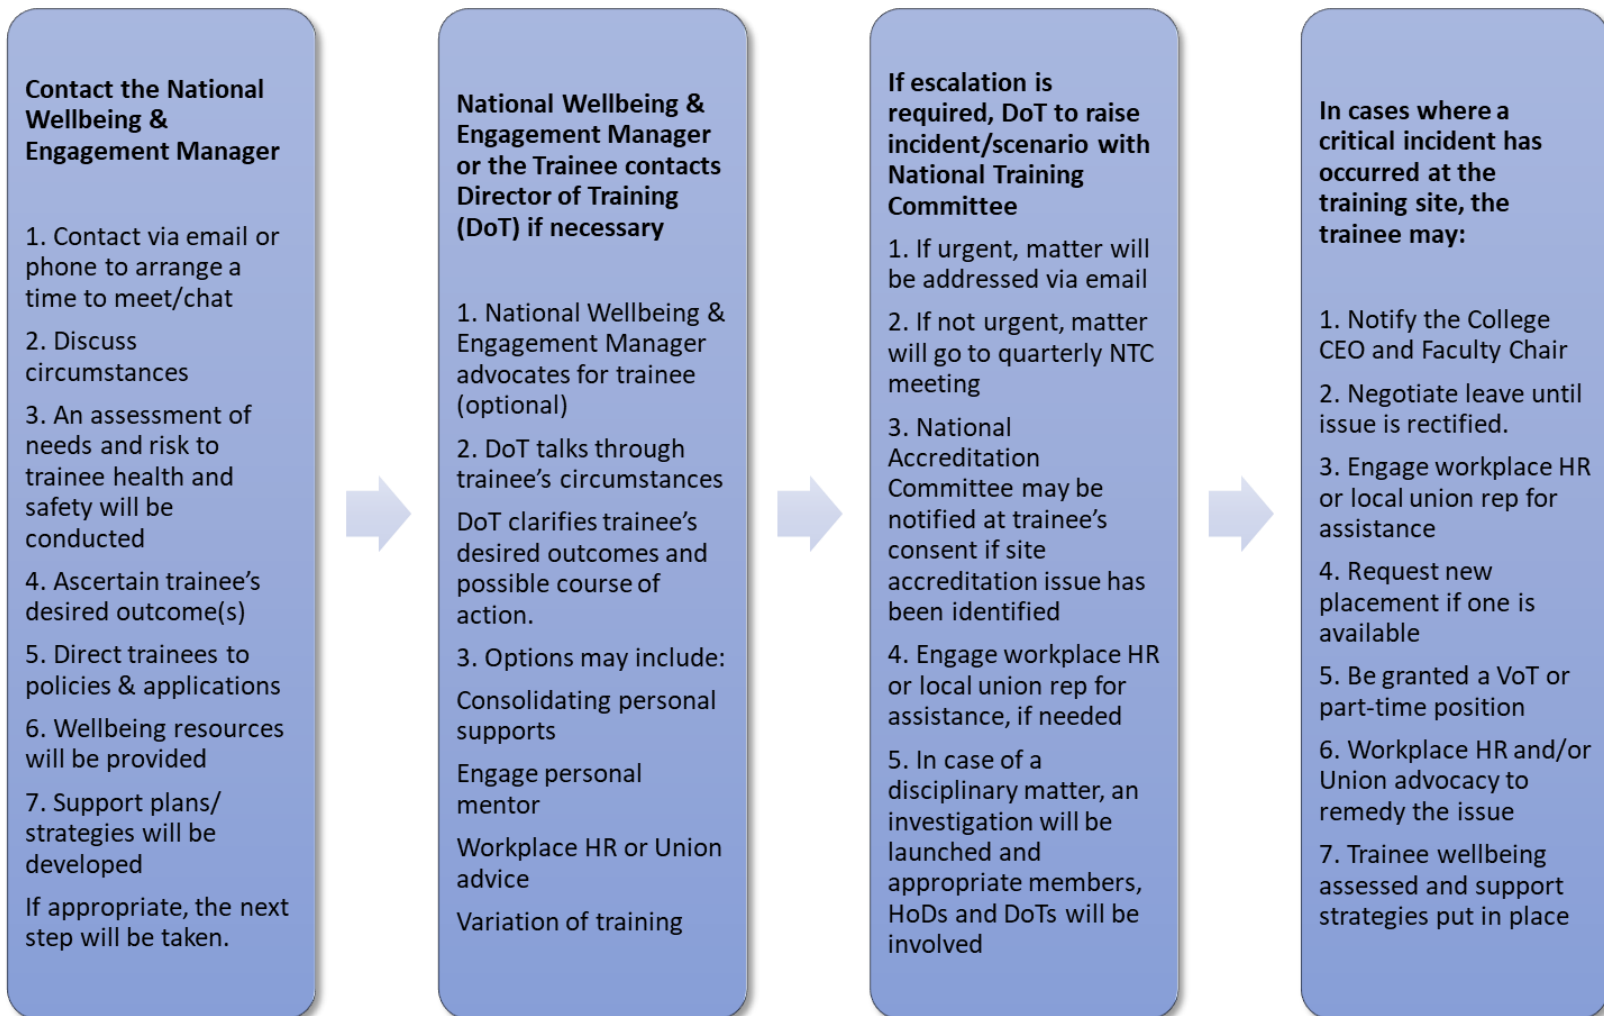 Contact the National
Wellbeing &
Engagement Manager
1. Contact via email or
phone to arrange a
time to meet/chat
2. Discuss
circumstances
3. An assessment of
needs and risk to
trainee health and
safety will be
conducted
4. Ascertain trainee’s
desired outcome(s)
5. Direct trainees to
policies & applications
6. Wellbeing resources
will be provided
7. Support plans/
strategies will be
developed
If appropriate, the next
step will be taken.
National Wellbeing &
Engagement Manager
or the Trainee contacts
Director of Training
(DoT) if necessary
1. National Wellbeing &
Engagement Manager
advocates for trainee
(optional)
2. DoT talks through
trainee’s circumstances
DoT clarifies trainee’s
desired outcomes and
possible course of
action.
3. Options may include:
Consolidating personal
supports
Engage personal
mentor
Workplace HR or Union
advice
Variation of training
If escalation is
required, DoT to raise
incident/scenario with
National Training
Committee
1. If urgent, matter will
be addressed via email
2. If not urgent, matter
will go to quarterly NTC
meeting
3. National
Accreditation
Committee may be
notified at trainee’s
consent if site
accreditation issue has
been identified
4. Engage workplace HR
or local union rep for
assistance, if needed
5. In case of a
disciplinary matter, an
investigation will be
launched and
appropriate members,
HoDs and DoTs will be
involved
In cases where a
critical incident has
occurred at the
training site, the
trainee may:
1. Notify the College
CEO and Faculty Chair
2. Negotiate leave until
issue is rectified.
3. Engage workplace HR
or local union rep for
assistance
4. Request new
placement if one is
available
5. Be granted a VoT or
part-time position
6. Workplace HR and/or
Union advocacy to
remedy the issue
7. Trainee wellbeing
assessed and support
strategies put in place